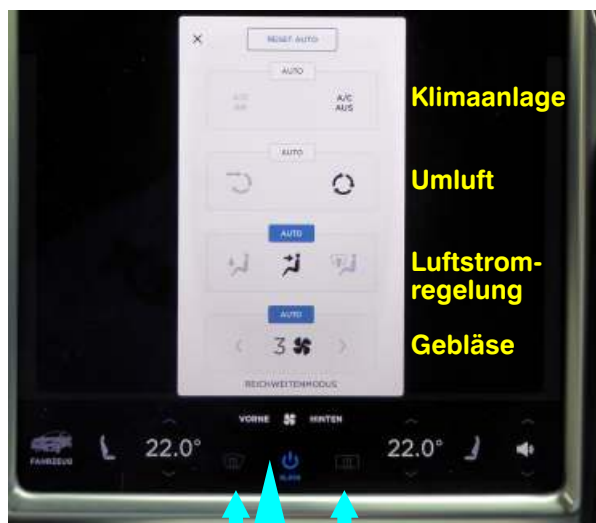 ×
RESET AUTO
AUTO
A/C
AUS
Klimaanlage
AUTO
Umluft
AUTO
Luftstrom-
regelung
AUTO
3
Gebläse
REICHWEITENMODUS
VORNE HINTEN
22.0° 22.0°
FAHRZEUG